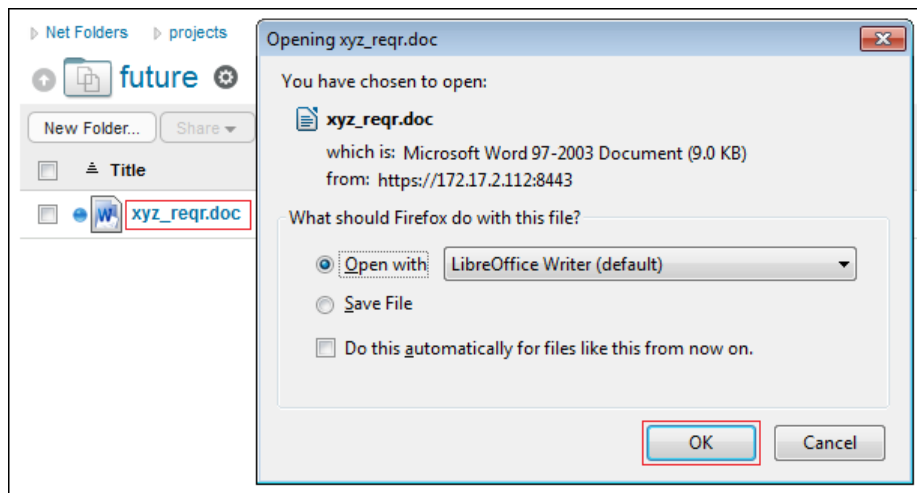 Net Folders projects
future
New Folder... Share
Title
xyz_reqr.doc
Opening xyz_reqr.doc
You have chosen to open:
xyz_reqr.doc
which is: Microsoft Word 97-2003 Document (9.0 KB)
from: https://172.17.2.112:8443
What should Firefox do with this file?
Open with LibreOffice Writer (default)
Save File
Do this automatically for files like this from now on.
OK Cancel